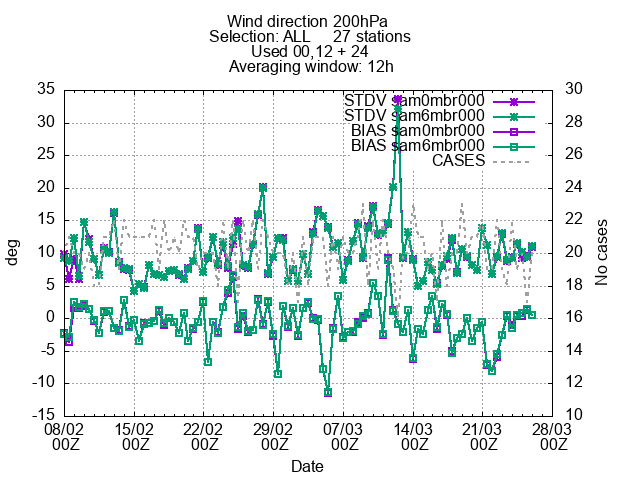 Wind direction 200hPa
Selection: ALL 27 stations
Used 00,12 + 24
Averaging window: 12h
STDV sam0mbr000
STDV sam6mbr000
BIAS sam0mbr000
BIAS sam6mbr000
CASES
35
30
25
20
15
10
5
0
-5
-10
-15
deg
30
28
26
24
22
20
18
16
14
12
10
No cases
08/02 15/02 22/02 29/02 07/03 14/03 21/03 28/03
00Z 00Z 00Z 00Z 00Z 00Z 00Z 00Z
Date